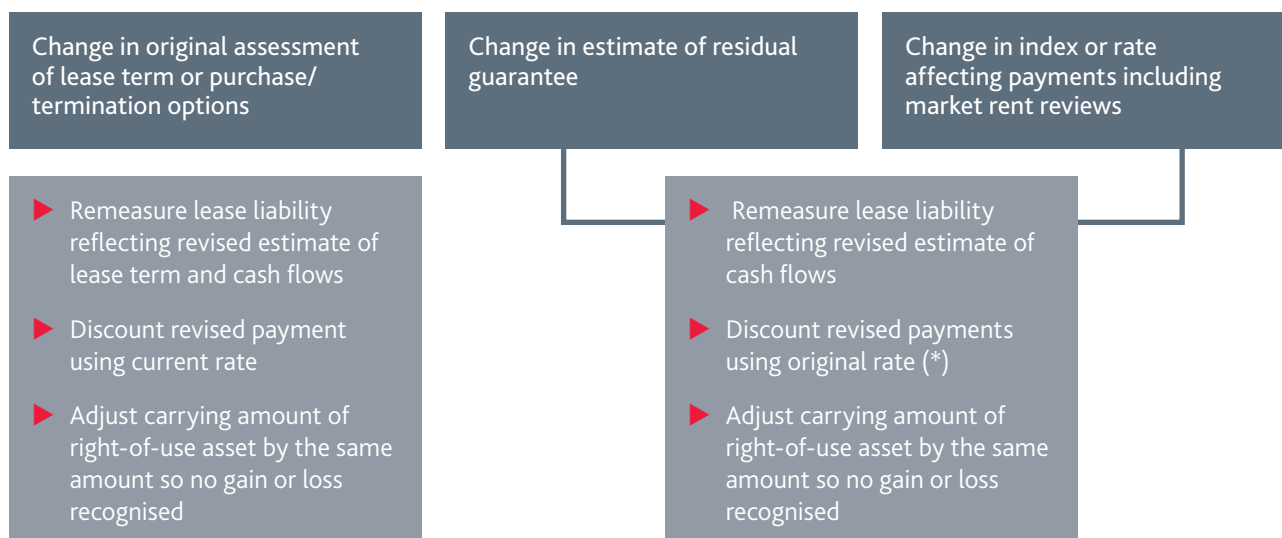 Change in original assessment
of lease term or purchase/
termination options
Change in estimate of residual
guarantee
Change in index or rate
affecting payments including
market rent reviews
Remeasure lease liability
reflecting revised estimate of
lease term and cash flows
Discount revised payment
using current rate
Adjust carrying amount of
right-of-use asset by the same
amount so no gain or loss
recognised
Remeasure lease liability
reflecting revised estimate of
cash flows
Discount revised payments
using original rate (*)
Adjust carrying amount of
right-of-use asset by the same
amount so no gain or loss
recognised